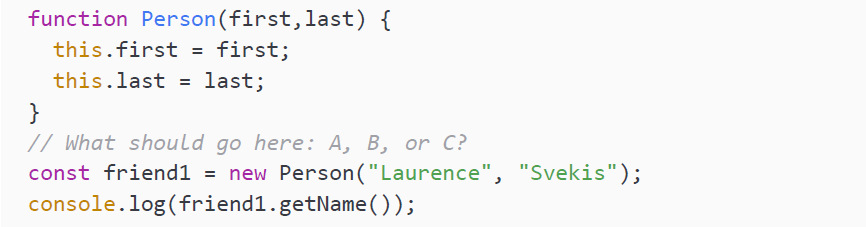 function Person(first,last) {
  this.first = first;
  this.last = last;
}
// What should go here: A, B, or C?
const friend1 = new Person("Laurence", "Svekis");
console.log(friend1.getName());